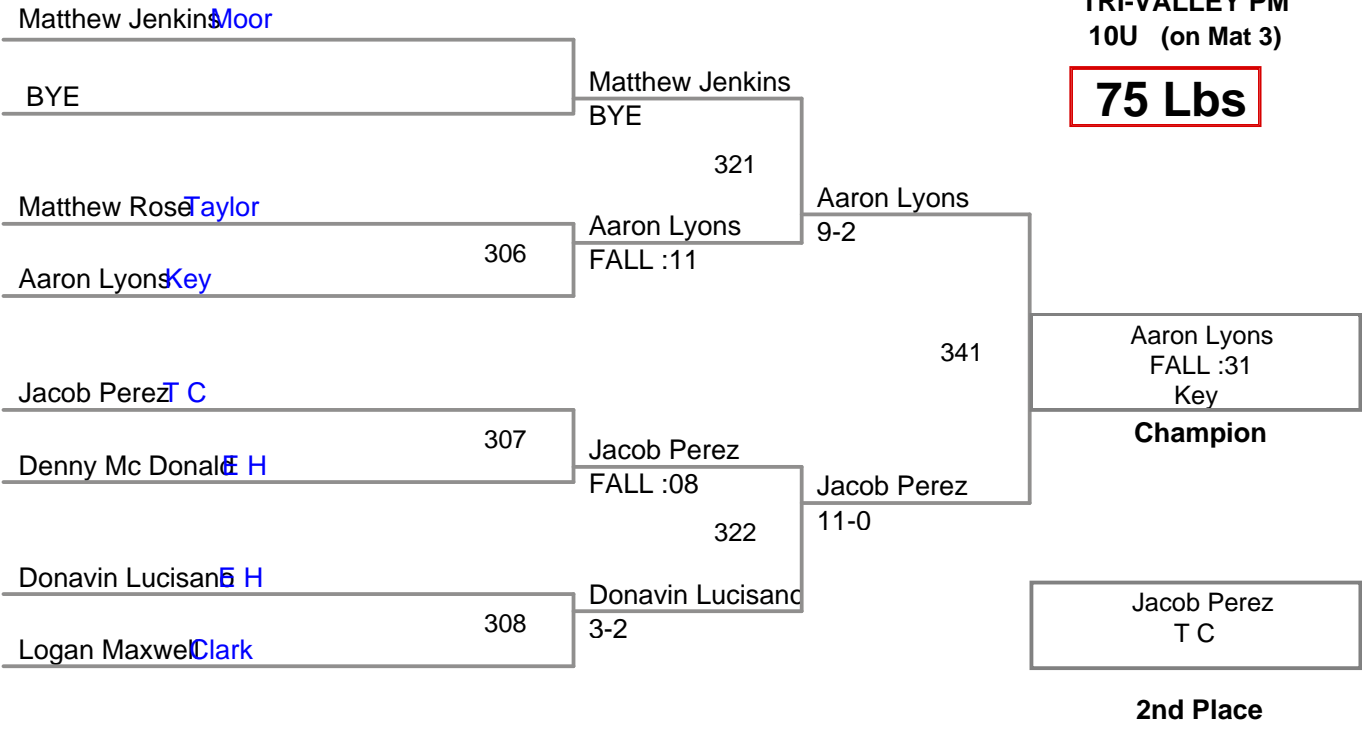 TRI-VALLEY PM
10U (on Mat 3)
75 Lbs
Matthew Jenkins Moor
BYE
Matthew Jenkins
BYE
321
Matthew Rose Taylor
306
Aaron Lyons Key
Aaron Lyons
FALL :11
Aaron Lyons
9-2
341
Jacob Perez T C
307
Denny Mc Donald E H
Jacob Perez
FALL :08
322
Jacob Perez
11-0
Donavin Lucisano E H
308
Logan Maxwell Clark
Donavin Lucisano
3-2
Aaron Lyons
FALL :31
Key
Champion
Jacob Perez
T C
2nd Place